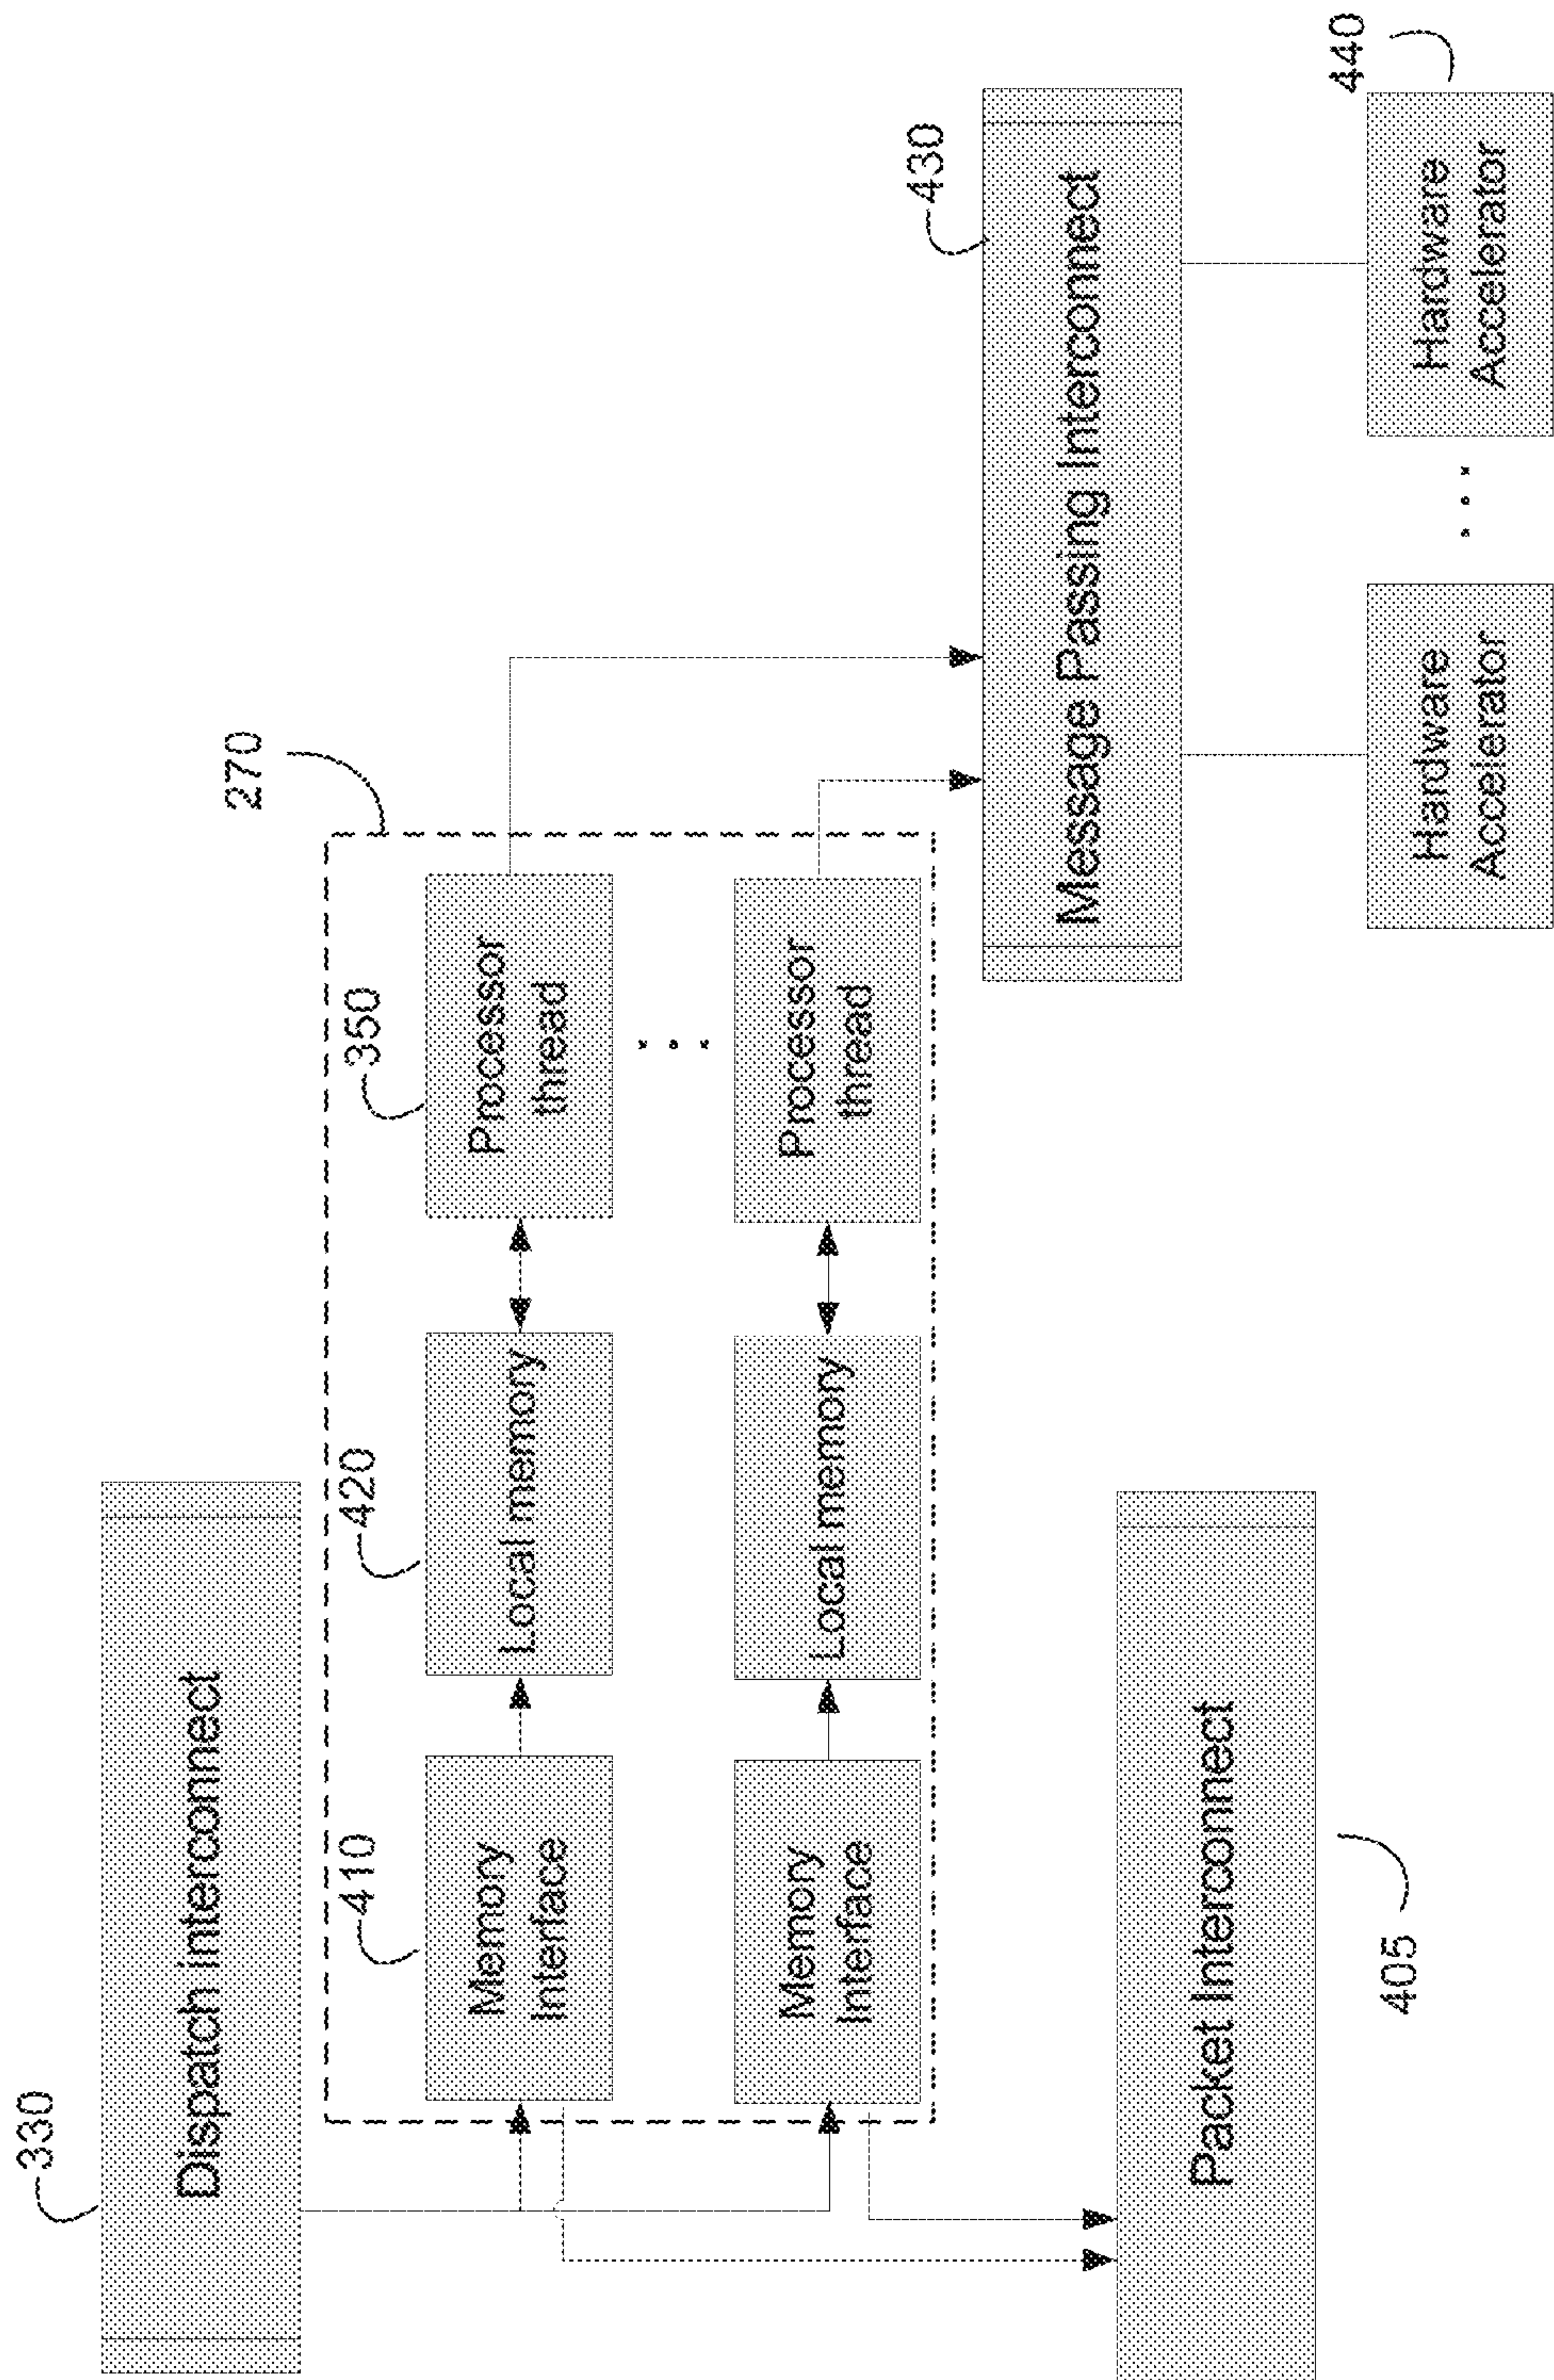 330
Dispatch interconnect
270
410
Memory
Interface
420
Local memory
350
Processor
thread
Memory
Interface
Local memory
Processor
thread
430
Message Passing Interconnect
Packet Interconnect
405
440
Hardware
Accelerator
Hardware
Accelerator